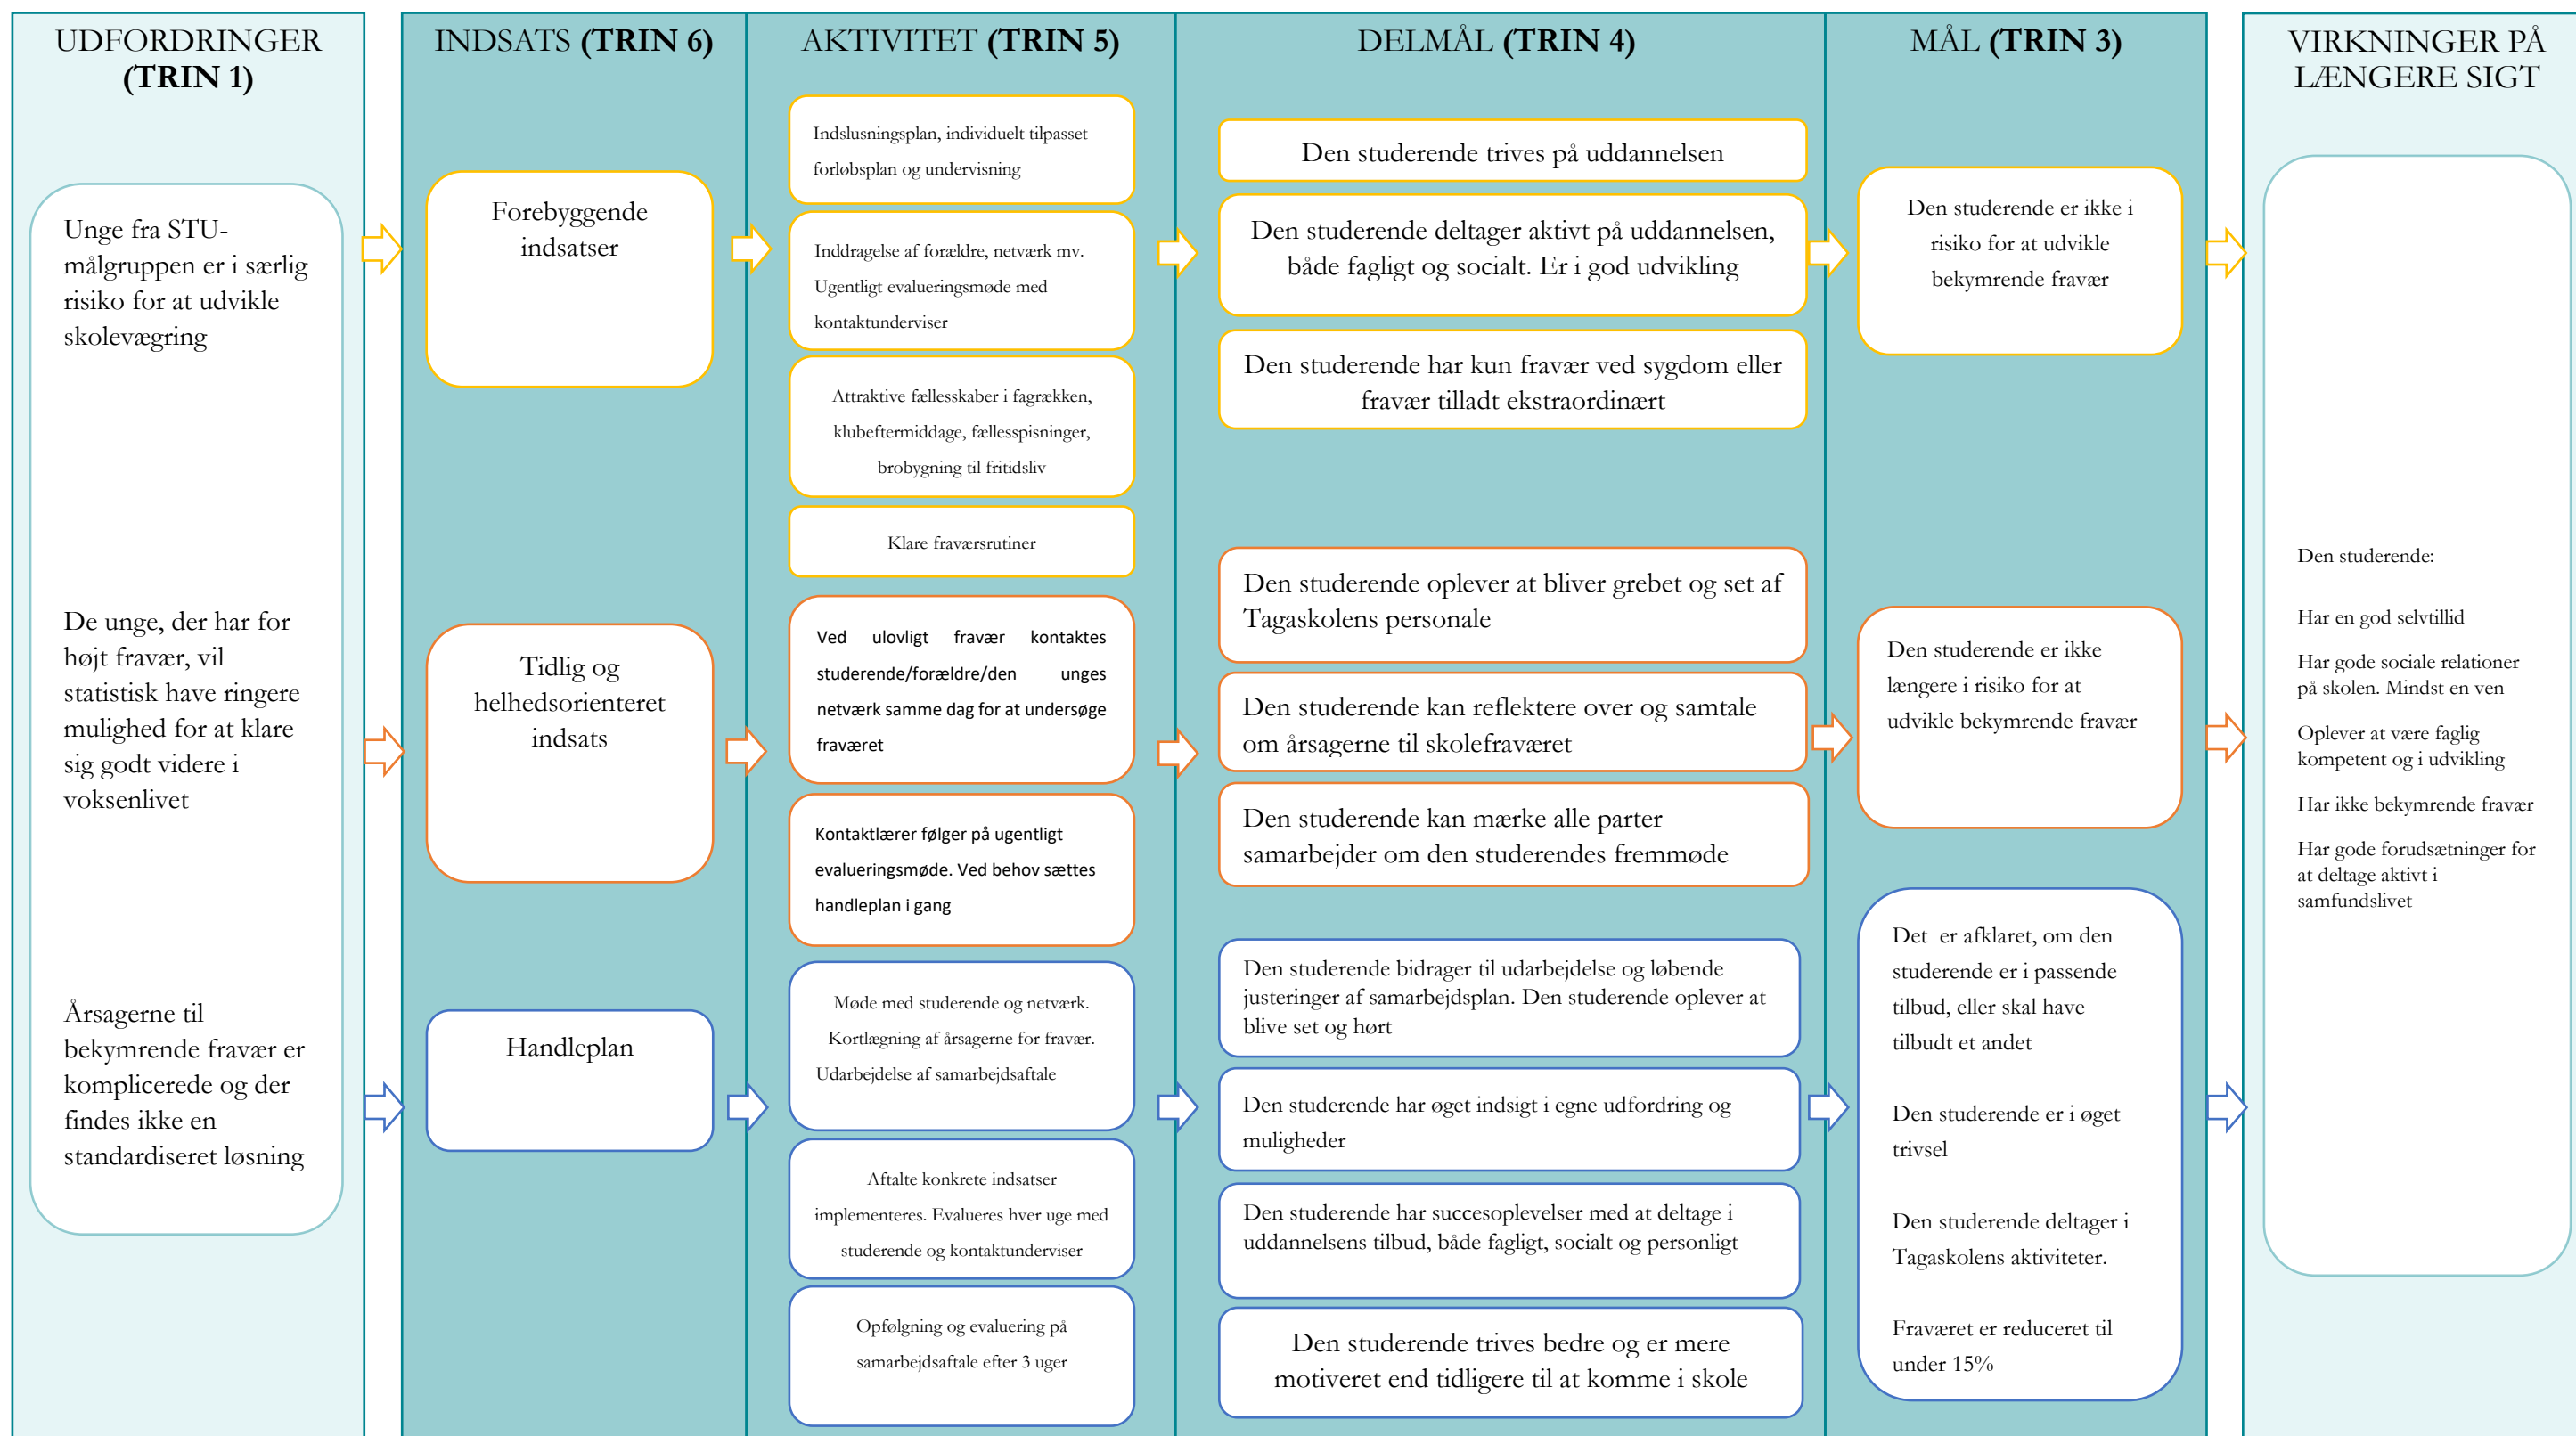 UDFORDRINGER
(TRIN 1)
Unge fra STU-
målgruppen er i særlig
risiko for at udvikle
skolevægring
De unge, der har for
højt fravær, vil
statistisk have ringere
mulighed for at klare
sig godt videre i
voksenlivet
Årsagerne til
bekymrende fravær er
komplicerede og der
findes ikke en
standardiseret løsning
INDSATS (TRIN 6)
Forebyggende
indsatser
Tidlig og
helhedsorienteret
indsats
Handleplan
AKTIVITET (TRIN 5)
Indslusningsplan, individuelt tilpasset
forløbsplan og undervisning
Inddragelse af forældre, netværk mv.
Ugentligt evalueringsmøde med
kontaktunderviser
Attraktive fællesskaber i fagrækken,
klubeftermiddage, fællesspisninger,
brobygning til fritidsliv
Klare fraværsrutiner
Ved ulovligt fravær kontaktes
studerende/forældre/den unges
netværk samme dag for at undersøge
fraværet
Kontaktlærer følger på ugentligt
evalueringsmøde. Ved behov sættes
handleplan i gang
Møde med studerende og netværk.
Kortlægning af årsagerne for fravær.
Udarbejdelse af samarbejdsaftale
Aftalte konkrete indsatser
implementeres. Evalueres hver uge med
studerende og kontaktunderviser
Opfølgning og evaluering på
samarbejdsaftale efter 3 uger
DELMÅL (TRIN 4)
Den studerende trives på uddannelsen
Den studerende deltager aktivt på uddannelsen,
både fagligt og socialt. Er i god udvikling
Den studerende har kun fravær ved sygdom eller
fravær tilladt ekstraordinært
Den studerende oplever at bliver grebet og set af
Tagaskolens personale
Den studerende kan reflektere over og samtale
om årsagerne til skolefraværet
Den studerende kan mærke alle parter
samarbejder om den studerendes fremmøde
Den studerende bidrager til udarbejdelse og løbende
justeringer af samarbejdsplan. Den studerende oplever at
blive set og hørt
Den studerende har øget indsigt i egne udfordring og
muligheder
Den studerende har succesoplevelser med at deltage i
uddannelsens tilbud, både fagligt, socialt og personligt
Den studerende trives bedre og er mere
motiveret end tidligere til at komme i skole
MÅL (TRIN 3)
Den studerende er ikke i
risiko for at udvikle
bekymrende fravær
Den studerende er ikke
længere i risiko for at
udvikle bekymrende fravær
Det er afklaret, om den
studerende er i passende
tilbud, eller skal have
tilbudt et andet
Den studerende er i øget
trivsel
Den studerende deltager i
Tagaskolens aktiviteter.
Fraværet er reduceret til
under 15%
VIRKNINGER PÅ
LÆNGERE SIGT
Den studerende:
Har en god selvtillid
Har gode sociale relationer
på skolen. Mindst en ven
Oplever at være faglig
kompetent og i udvikling
Har ikke bekymrende fravær
Har gode forudsætninger for
at deltage aktivt i
samfundslivet